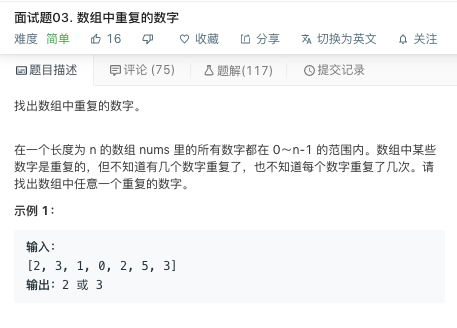 面试题03. 数组中重复的数字
难度 简单 16 收藏 分享 切换为英文 关注
题目描述 评论 (75) 题解(117) 提交记录
找出数组中重复的数字。
在一个长度为 n 的数组 nums 里的所有数字都在 0～n-1 的范围内。数组中某些
数字是重复的，但不知道有几个数字重复了，也不知道每个数字重复了几次。请
找出数组中任意一个重复的数字。
示例 1：
输入：
[2, 3, 1, 0, 2, 5, 3]
输出：2 或 3